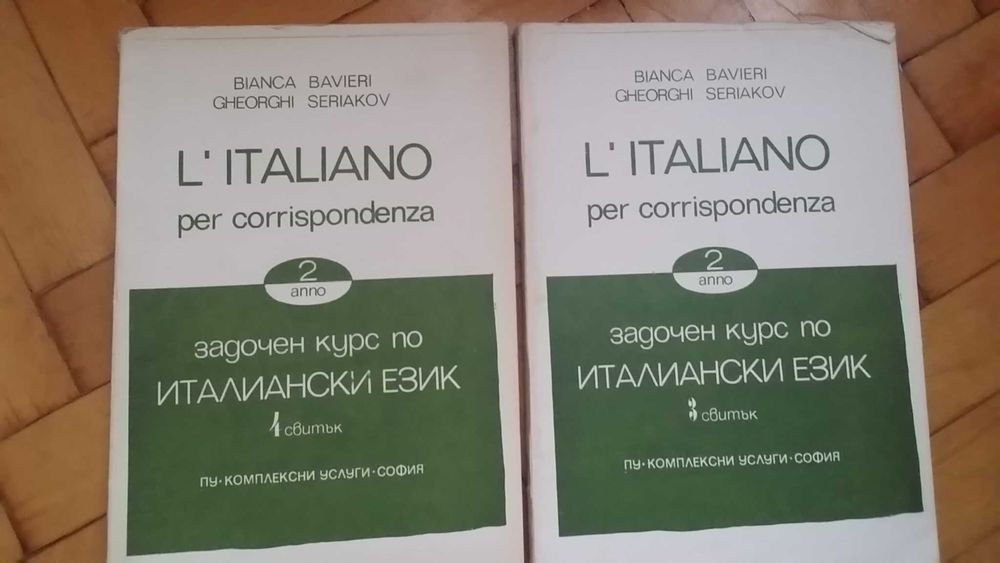 BIANCA BAVIERI
GHEORGHI SERIAKOV
L'ITALIANO
per corrispondenza
2
anno
задочен курс по
ИТАЛИАНСКИ ЕЗИК
4 свитък
ПУ·КОМПЛЕКСНИ УСЛУГИ·СОФИЯ
BIANCA BAVIERI
GHEORGHI SERIAKOV
L'ITALIANO
per corrispondenza
2
anno
задочен курс по
ИТАЛИАНСКИ ЕЗИК
3 свитък
ПУ·КОМПЛЕКСНИ УСЛУГИ·СОФИЯ